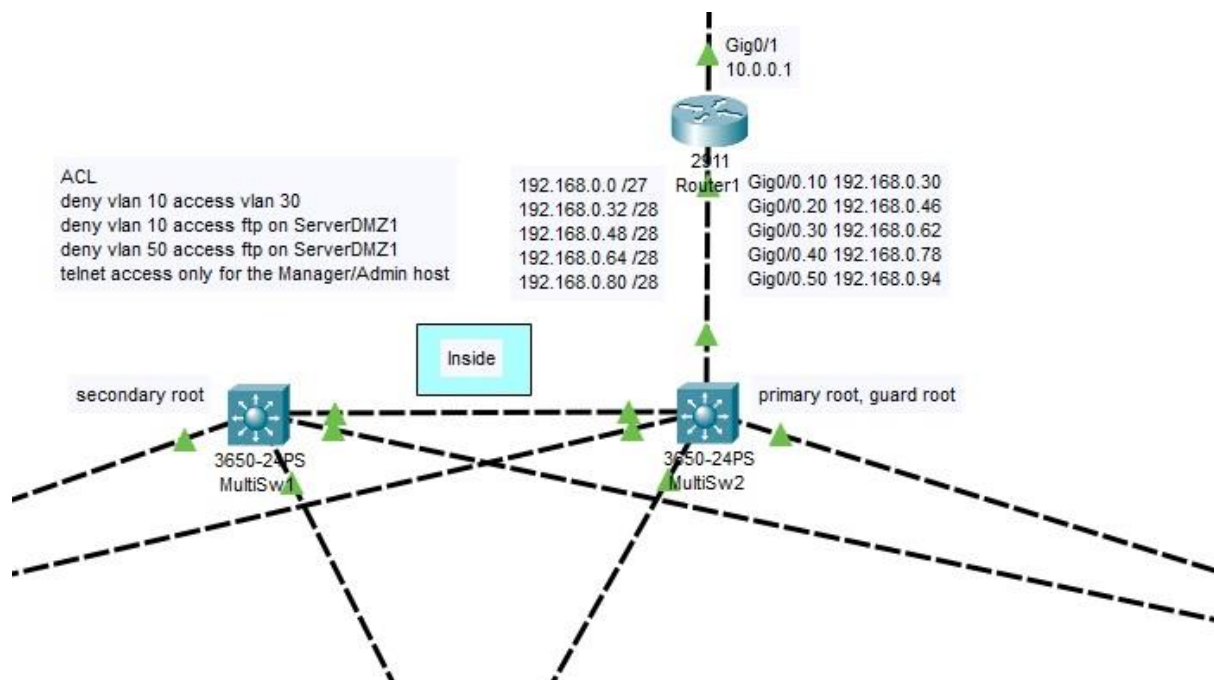 Gig0/1
10.0.0.1
2911
Router1
ACL
deny vlan 10 access vlan 30
deny vlan 10 access ftp on ServerDMZ1
deny vlan 50 access ftp on ServerDMZ1
telnet access only for the Manager/Admin host
192.168.0.0 /27
192.168.0.32 /28
192.168.0.48 /28
192.168.0.64 /28
192.168.0.80 /28
Gig0/0.10 192.168.0.30
Gig0/0.20 192.168.0.46
Gig0/0.30 192.168.0.62
Gig0/0.40 192.168.0.78
Gig0/0.50 192.168.0.94
Inside
secondary root
3650-24PS
MultiSw1
primary root, guard root
3650-24PS
MultiSw2